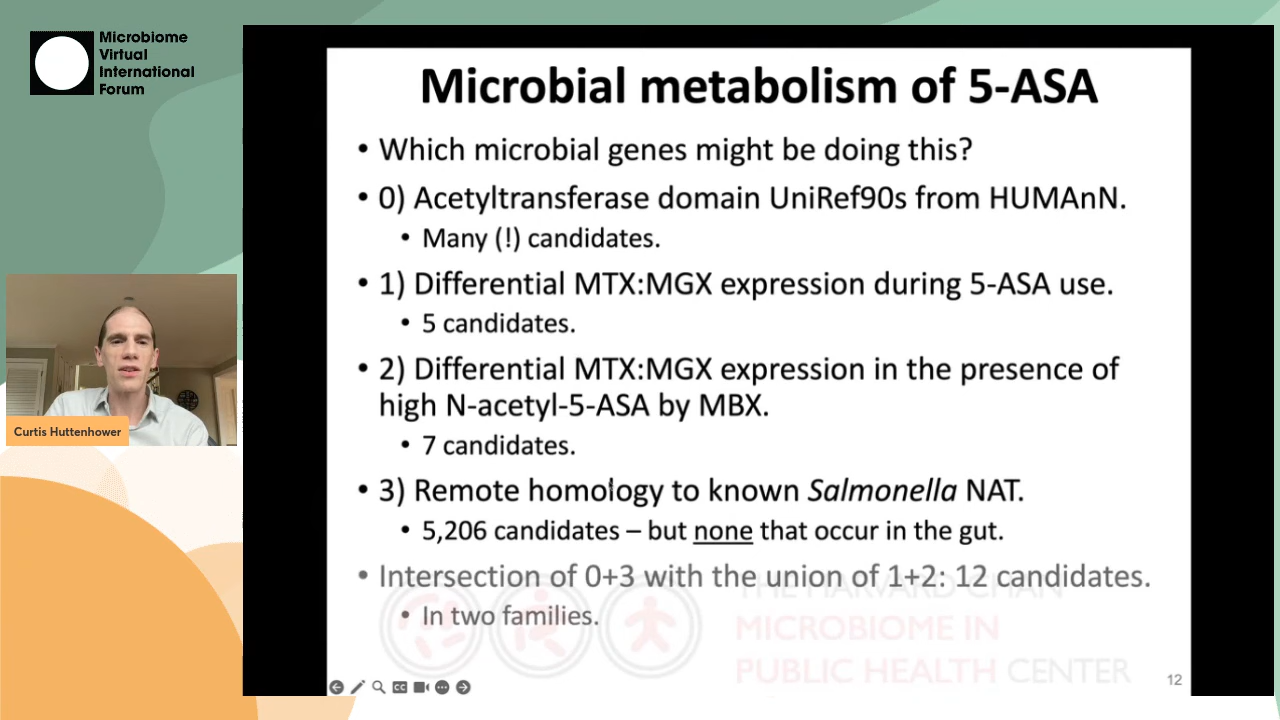 Microbiome
Virtual
International
Forum
Microbial metabolism of 5-ASA
• Which microbial genes might be doing this?
• 0) Acetyltransferase domain UniRef90s from HUMAnN.
• Many (!) candidates.
• 1) Differential MTX:MGX expression during 5-ASA use.
• 5 candidates.
• 2) Differential MTX:MGX expression in the presence of
high N-acetyl-5-ASA by MBX.
• 7 candidates.
• 3) Remote homology to known Salmonella NAT.
• 5,206 candidates – but none that occur in the gut.
• Intersection of 0+3 with the union of 1+2: 12 candidates.
• In two families.
THE HARVARD CHAN
MICROBIOME IN
PUBLIC HEALTH CENTER
12
CC
Curtis Huttenhower